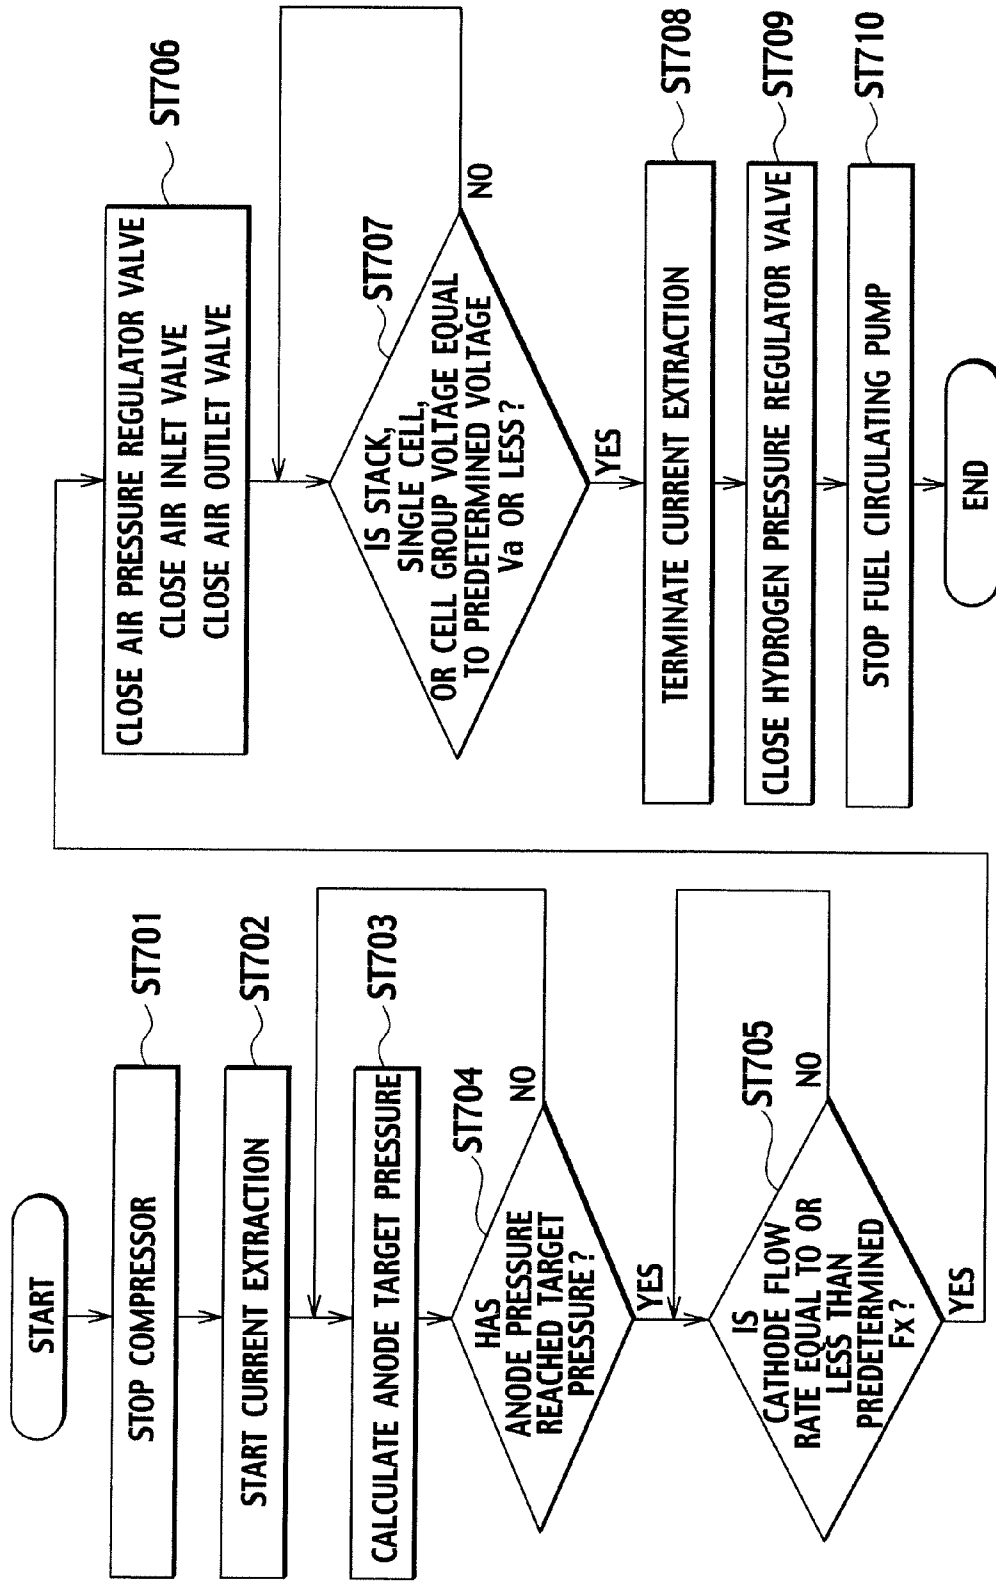 START
STOP COMPRESSOR
ST701
START CURRENT EXTRACTION
ST702
CALCULATE ANODE TARGET PRESSURE
ST703
HAS
ANODE PRESSURE
REACHED TARGET
PRESSURE?
ST704
NO
YES
IS
CATHODE FLOW
RATE EQUAL TO OR
LESS THAN
PREDETERMINED
Fx?
ST705
NO
YES
CLOSE AIR PRESSURE REGULATOR VALVE
CLOSE AIR INLET VALVE
CLOSE AIR OUTLET VALVE
ST706
IS STACK,
SINGLE CELL,
OR CELL GROUP VOLTAGE EQUAL
TO PREDETERMINED VOLTAGE
Va OR LESS?
ST707
NO
YES
TERMINATE CURRENT EXTRACTION
ST708
CLOSE HYDROGEN PRESSURE REGULATOR VALVE
ST709
STOP FUEL CIRCULATING PUMP
ST710
END